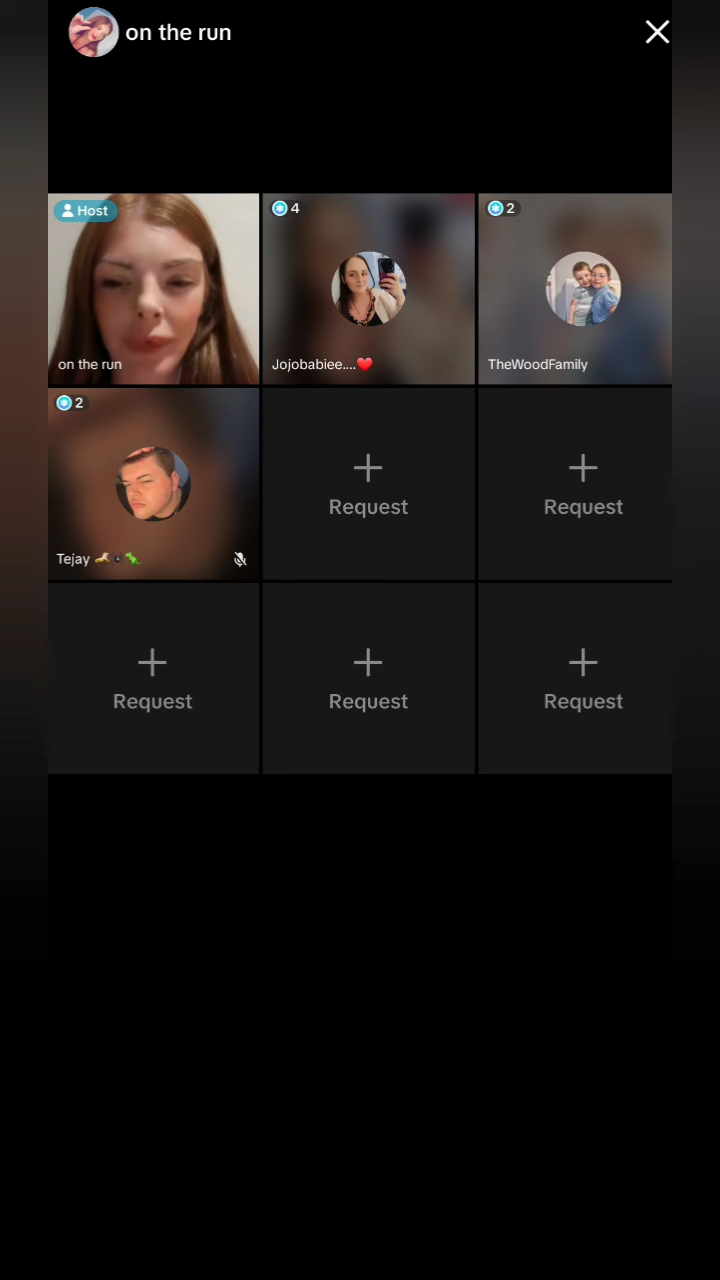 on the run
Host
4
2
on the run
Jojobabiee....❤️
TheWoodFamily
2
Tejay
Request
Request
Request
Request
Request